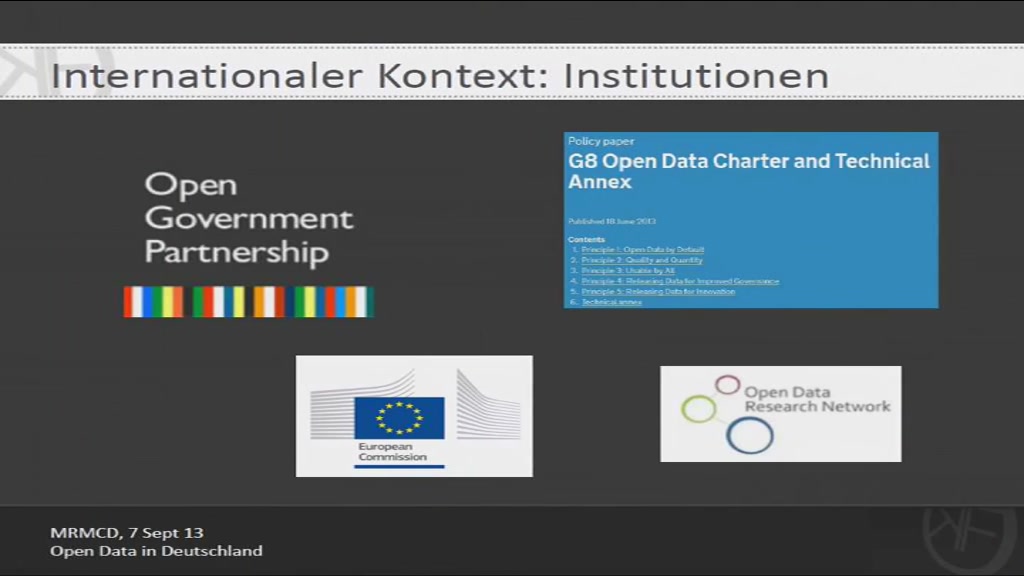 Internationaler Kontext: Institutionen
Open
Government
Partnership
Policy paper
G8 Open Data Charter and Technical
Annex
Published 18 June 2013
Contents
1. Principle 1: Open Data by Default
2. Principle 2: Quality and Quantity
3. Principle 3: Usable by All
4. Principle 4: Releasing Data for Improved Governance
5. Principle 5: Releasing Data for Innovation
6. Technical annex
European
Commission
Open Data
Research Network
MRMCD, 7 Sept 13
Open Data in Deutschland